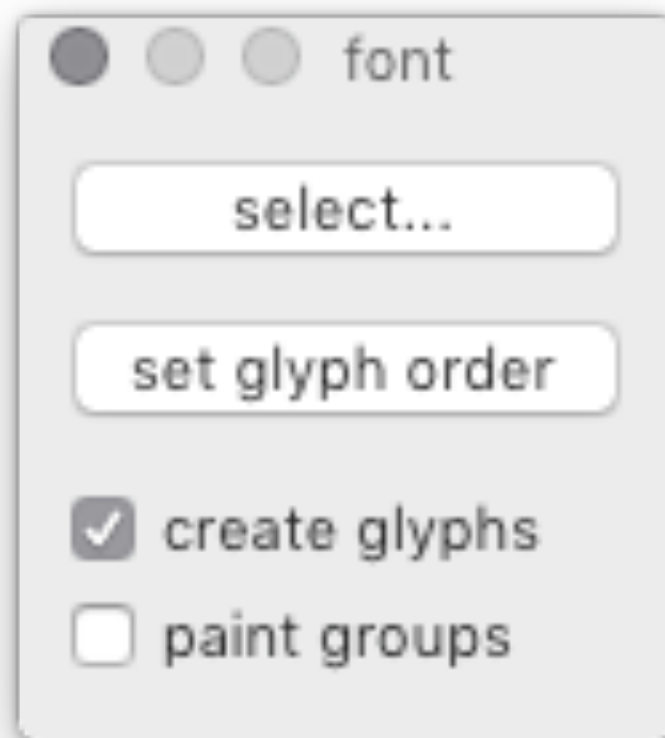 font
select...
set glyph order
create glyphs
paint groups